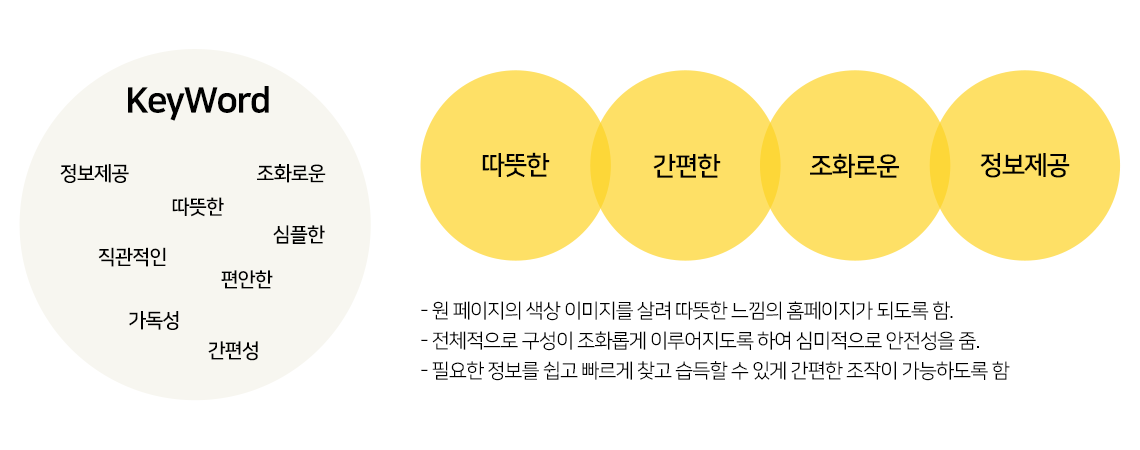 KeyWord
정보제공
조화로운
따뜻한
심플한
직관적인
편안한
가독성
간편성
따뜻한 간편한 조화로운 정보제공
- 원 페이지의 색상 이미지를 살려 따뜻한 느낌의 홈페이지가 되도록 함.
- 전체적으로 구성이 조화롭게 이루어지도록 하여 심미적으로 안전성을 줌.
- 필요한 정보를 쉽고 빠르게 찾고 습득할 수 있게 간편한 조작이 가능하도록 함